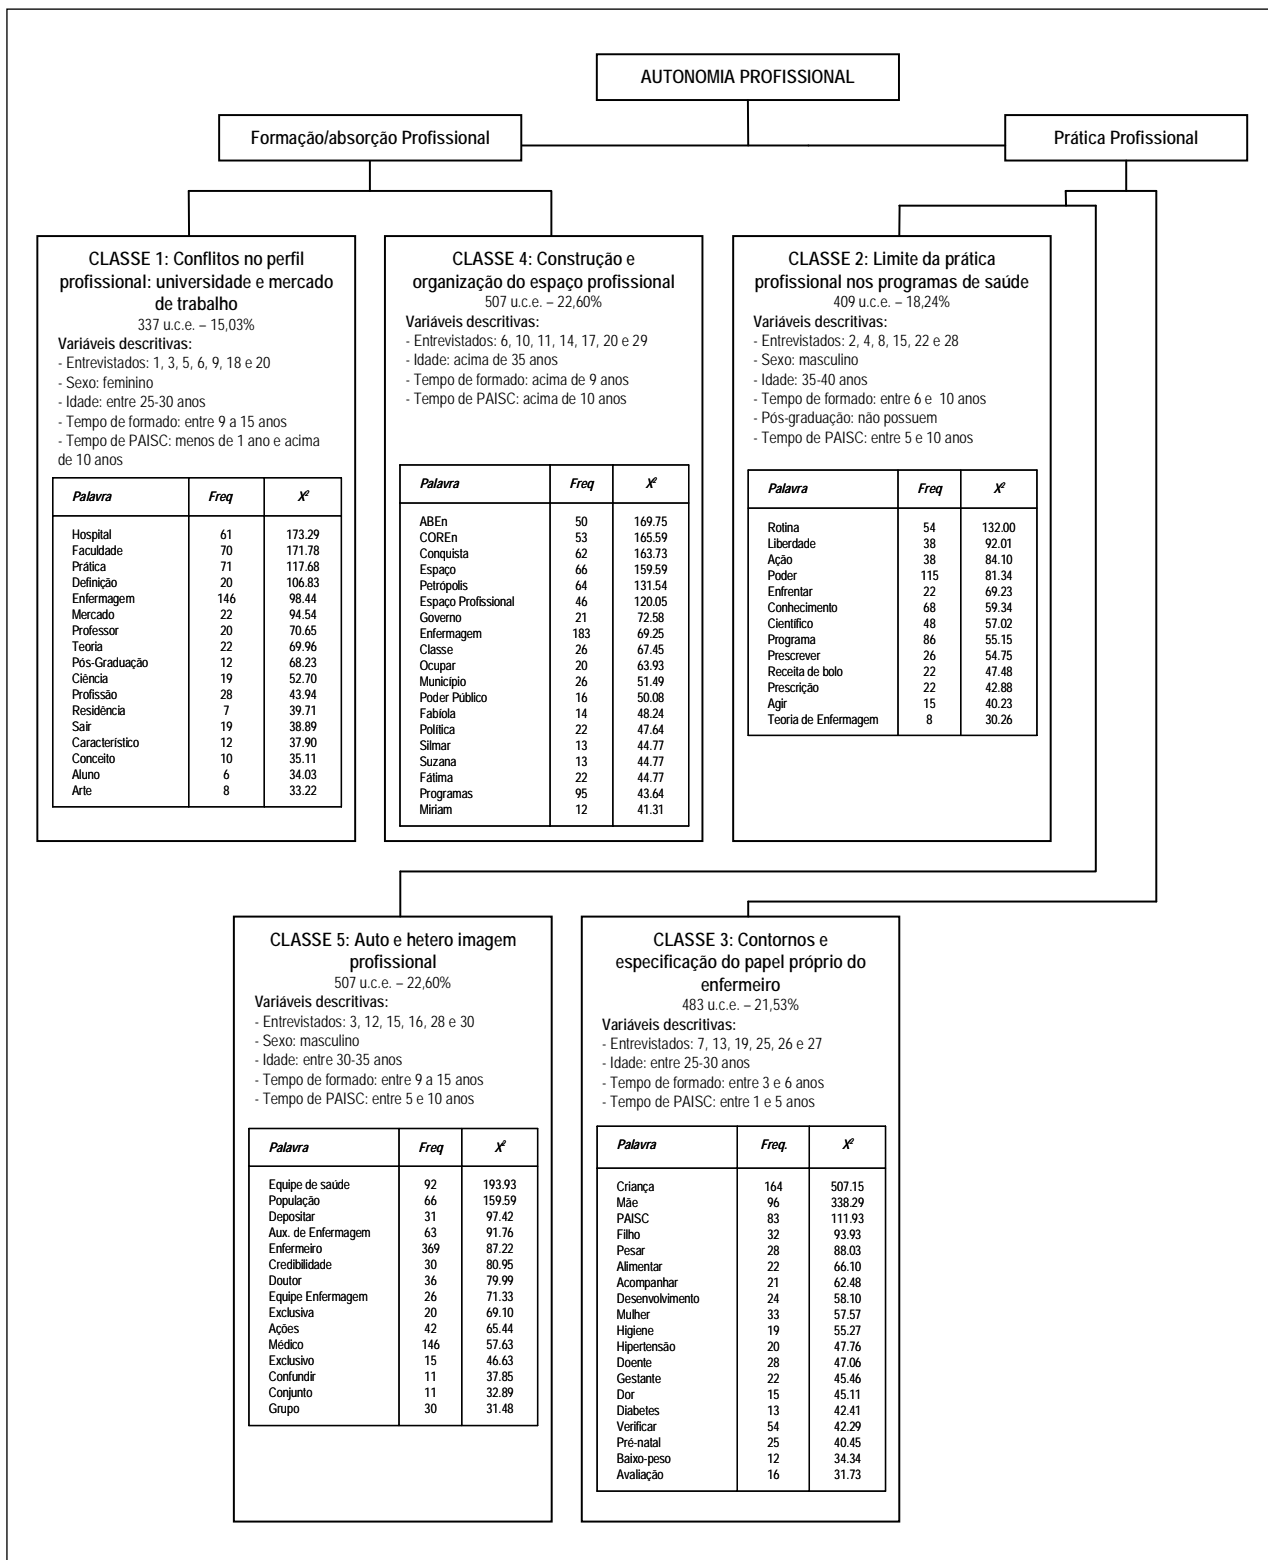 AUTONOMIA PROFISSIONAL
Formação/absorção Profissional
Prática Profissional
CLASSE 1: Conflitos no perfil
profissional: universidade e mercado
de trabalho
337 u.c.e. – 15,03%
Variáveis descritivas:
- Entrevistados: 1, 3, 5, 6, 9, 18 e 20
- Sexo: feminino
- Idade: entre 25-30 anos
- Tempo de formado: entre 9 a 15 anos
- Tempo de PAISC: menos de 1 ano e acima
de 10 anos
Palavra Freq X²
Hospital 61 173.29
Faculdade 70 171.78
Prática 71 117.68
Definição 20 106.83
Enfermagem 146 98.44
Mercado 22 94.54
Professor 20 70.65
Teoria 22 69.96
Pós-Graduação 12 68.23
Ciência 19 52.70
Profissão 28 43.94
Residência 7 39.71
Sair 19 38.89
Característico 12 37.90
Conceito 10 35.11
Aluno 6 34.03
Arte 8 33.22
CLASSE 4: Construção e
organização do espaço profissional
507 u.c.e. – 22,60%
Variáveis descritivas:
- Entrevistados: 6, 10, 11, 14, 17, 20 e 29
- Idade: acima de 35 anos
- Tempo de formado: acima de 9 anos
- Tempo de PAISC: acima de 10 anos
Palavra Freq X²
ABEn 50 169.75
COREn 53 165.59
Conquista 62 163.73
Espaço 66 159.59
Petrópolis 64 131.54
Espaço Profissional 46 120.05
Governo 21 72.58
Enfermagem 183 69.25
Classe 26 67.45
Ocupar 20 63.93
Município 26 51.49
Poder Público 16 50.08
Fabíola 14 48.24
Política 22 47.64
Silmar 13 44.77
Suzana 13 44.77
Fátima 22 44.77
Programas 95 43.64
Miriam 12 41.31
CLASSE 2: Limite da prática
profissional nos programas de saúde
409 u.c.e. – 18,24%
Variáveis descritivas:
- Entrevistados: 2, 4, 8, 15, 22 e 28
- Sexo: masculino
- Idade: 35-40 anos
- Tempo de formado: entre 6 e 10 anos
- Pós-graduação: não possuem
- Tempo de PAISC: entre 5 e 10 anos
Palavra Freq X²
Rotina 54 132.00
Liberdade 38 92.01
Ação 38 84.10
Poder 115 81.34
Enfrentar 22 69.23
Conhecimento 68 59.34
Científico 48 57.02
Programa 86 55.15
Prescrever 26 54.75
Receita de bolo 22 47.48
Prescrição 22 42.88
Agir 15 40.23
Teoria de Enfermagem 8 30.26
CLASSE 5: Auto e hetero imagem
profissional
507 u.c.e. – 22,60%
Variáveis descritivas:
- Entrevistados: 3, 12, 15, 16, 28 e 30
- Sexo: masculino
- Idade: entre 30-35 anos
- Tempo de formado: entre 9 a 15 anos
- Tempo de PAISC: entre 5 e 10 anos
Palavra Freq X²
Equipe de saúde 92 193.93
População 66 159.59
Depositar 31 97.42
Aux. de Enfermagem 63 91.76
Enfermeiro 369 87.22
Credibilidade 30 80.95
Doutor 36 79.99
Equipe Enfermagem 26 71.33
Exclusiva 20 69.10
Ações 42 65.44
Médico 146 57.63
Exclusivo 15 46.63
Confundir 11 37.85
Conjunto 11 32.89
Grupo 30 31.48
CLASSE 3: Contornos e
especificação do papel próprio do
enfermeiro
483 u.c.e. – 21,53%
Variáveis descritivas:
- Entrevistados: 7, 13, 19, 25, 26 e 27
- Idade: entre 25-30 anos
- Tempo de formado: entre 3 e 6 anos
- Tempo de PAISC: entre 1 e 5 anos
Palavra Freq. X²
Criança 164 507.15
Mãe 96 338.29
PAISC 83 111.93
Filho 32 93.93
Pesar 28 88.03
Alimentar 22 66.10
Acompanhar 21 62.48
Desenvolvimento 24 58.10
Mulher 33 57.57
Higiene 19 55.27
Hipertensão 20 47.76
Doente 28 47.06
Gestante 22 45.46
Dor 15 45.11
Diabetes 13 42.41
Verificar 54 42.29
Pré-natal 25 40.45
Baixo-peso 12 34.34
Avaliação 16 31.73